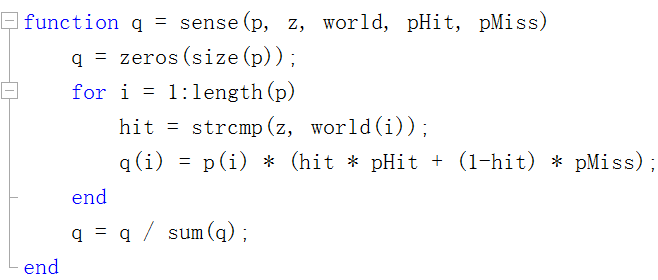 function q = sense(p, z, world, pHit, pMiss)
    q = zeros(size(p));
    for i = 1:length(p)
        hit = strcmp(z, world(i));
        q(i) = p(i) * (hit * pHit + (1-hit) * pMiss);
    end
    q = q / sum(q);
end